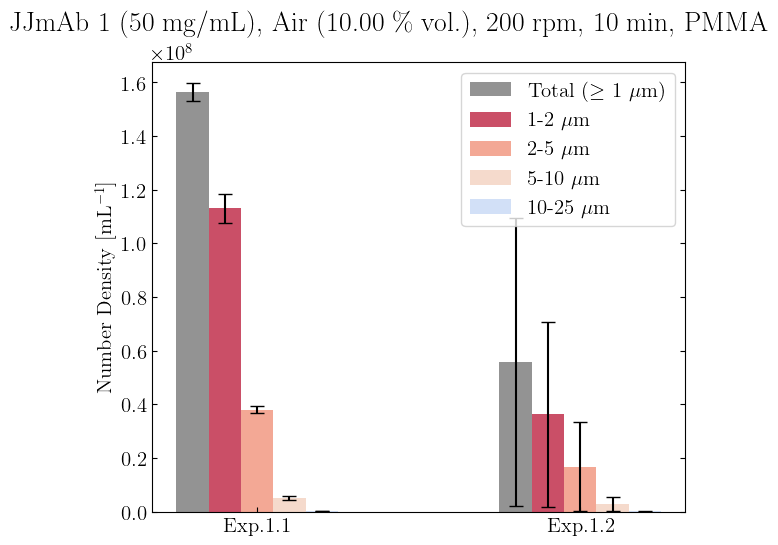 JJmAb 1 (50 mg/mL), Air (10.00 % vol.), 200 rpm, 10 min, PMMA
×10⁸
Number Density [mL⁻¹]
1.6
1.4
1.2
1.0
0.8
0.6
0.4
0.2
0.0
Total (≥ 1 μm)
1-2 μm
2-5 μm
5-10 μm
10-25 μm
Exp.1.1
Exp.1.2